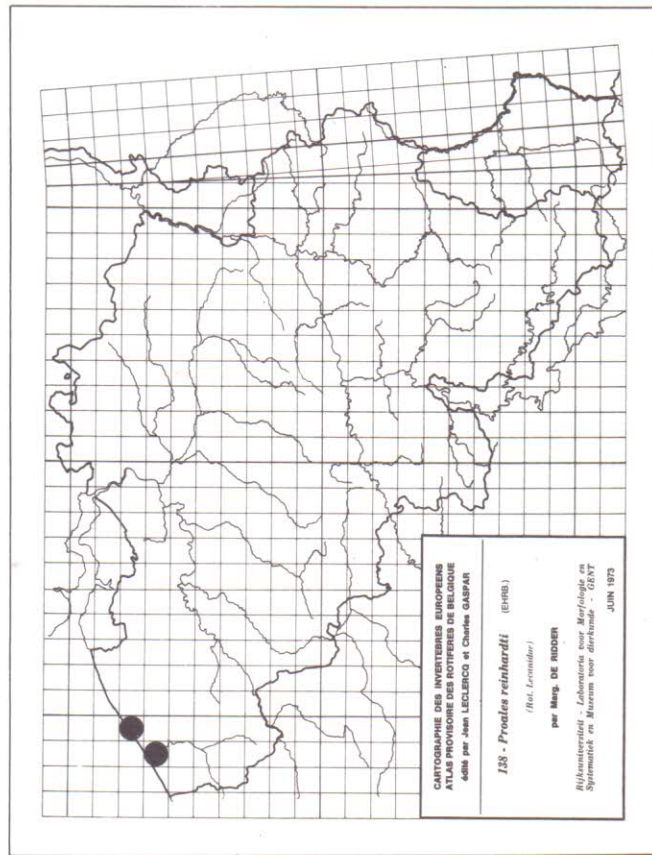 CARTOGRAPHIE DES INVERTEBRES EUROPEENS
ATLAS PROVISOIRE DES ROTIFERES DE BELGIQUE
édité par Jean LECLERCQ et Charles GASPAR
138 - Proales reinhardti (EHRB.)
(Rot. Lecanidae)
par Marg. DE RIDDER
Rijksuniversiteit - Laboratoria voor Morfologie en
Systematiek en Museum voor dierkunde - GENT
JUIN 1973